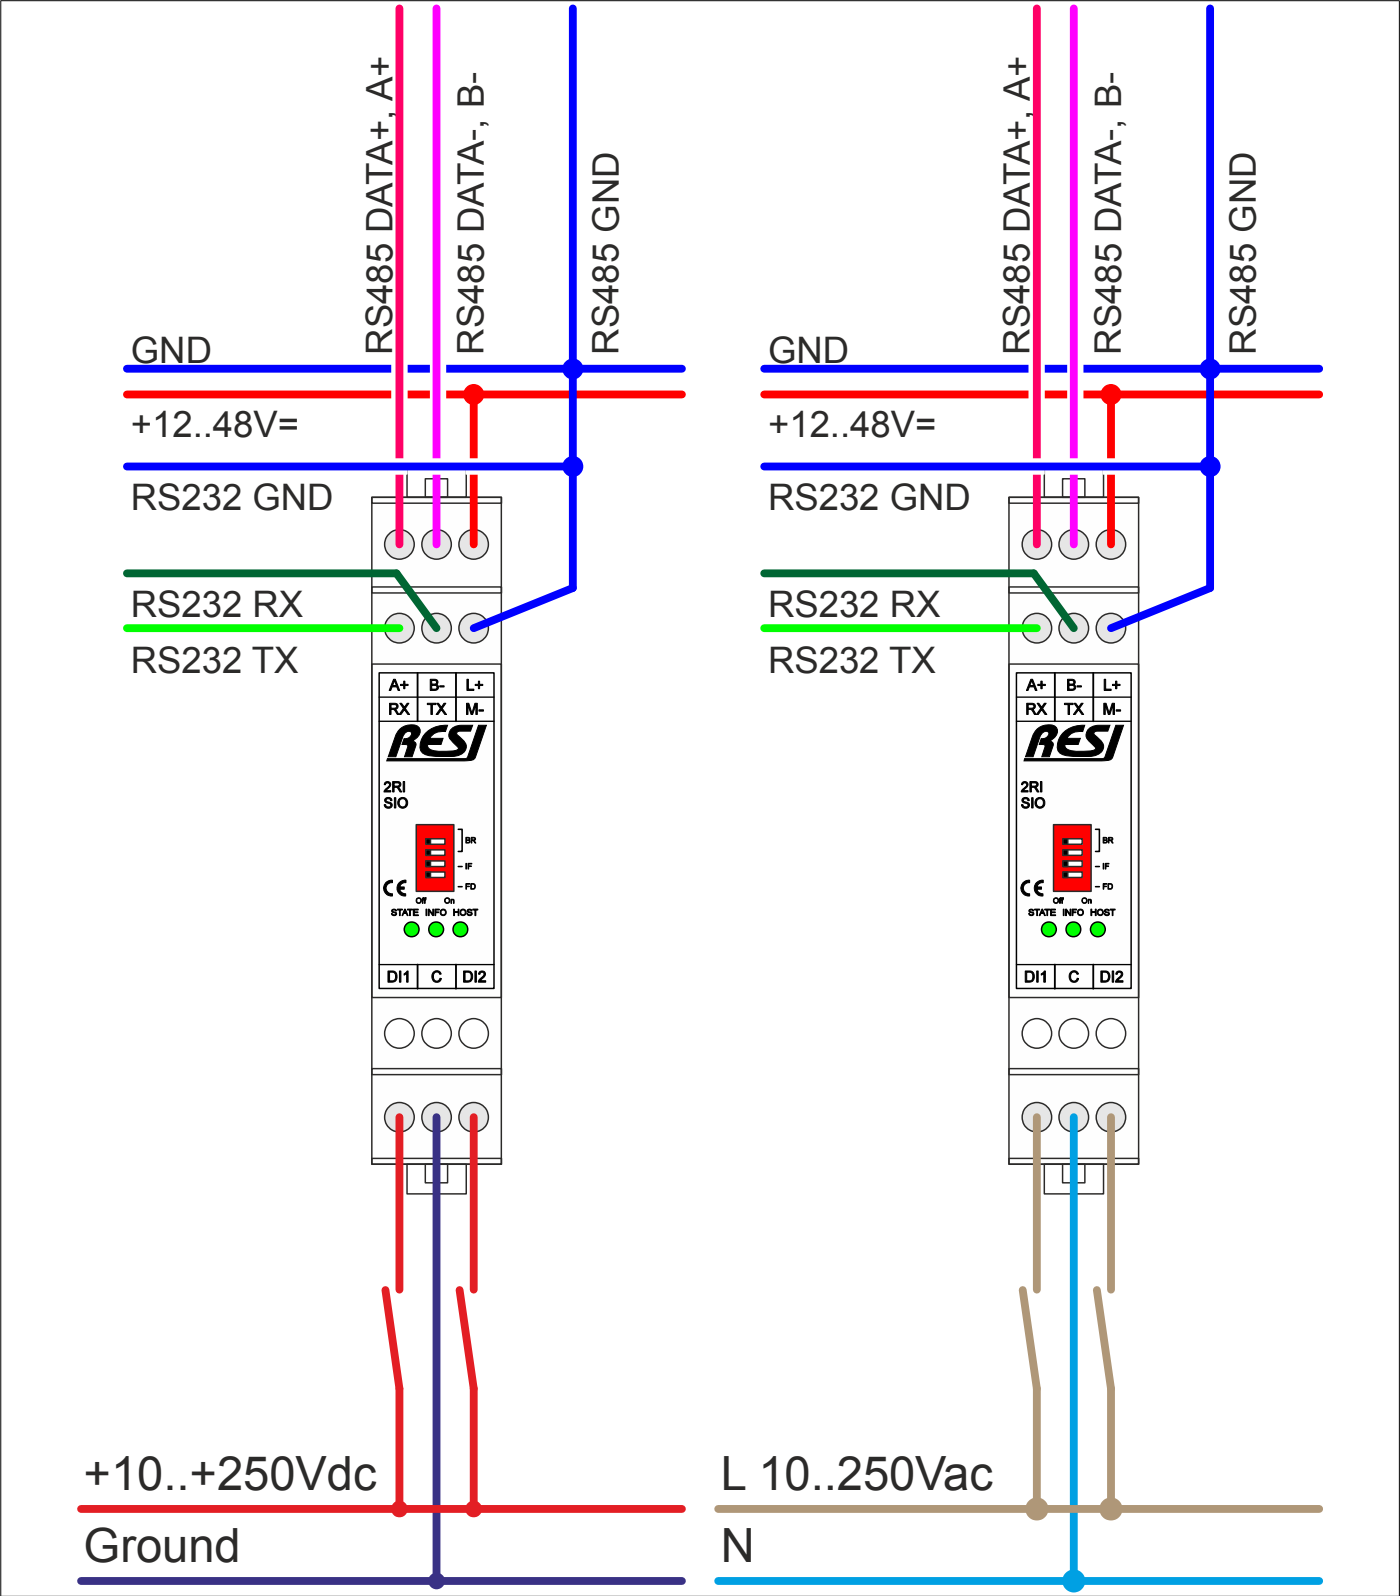 RS485 DATA+, A+
RS485 DATA-, B-
RS485 GND
GND
+12..48V=
RS232 GND
RS232 RX
RS232 TX
A+ B- L+
RX TX M-
RESI
2RI
SIO
BR
IF
CE
FD
Off On
STATE INFO HOST
DI1 C DI2
+10..+250Vdc
Ground
RS485 DATA+, A+
RS485 DATA-, B-
RS485 GND
GND
+12..48V=
RS232 GND
RS232 RX
RS232 TX
A+ B- L+
RX TX M-
RESI
2RI
SIO
BR
IF
CE
FD
Off On
STATE INFO HOST
DI1 C DI2
L 10..250Vac
N